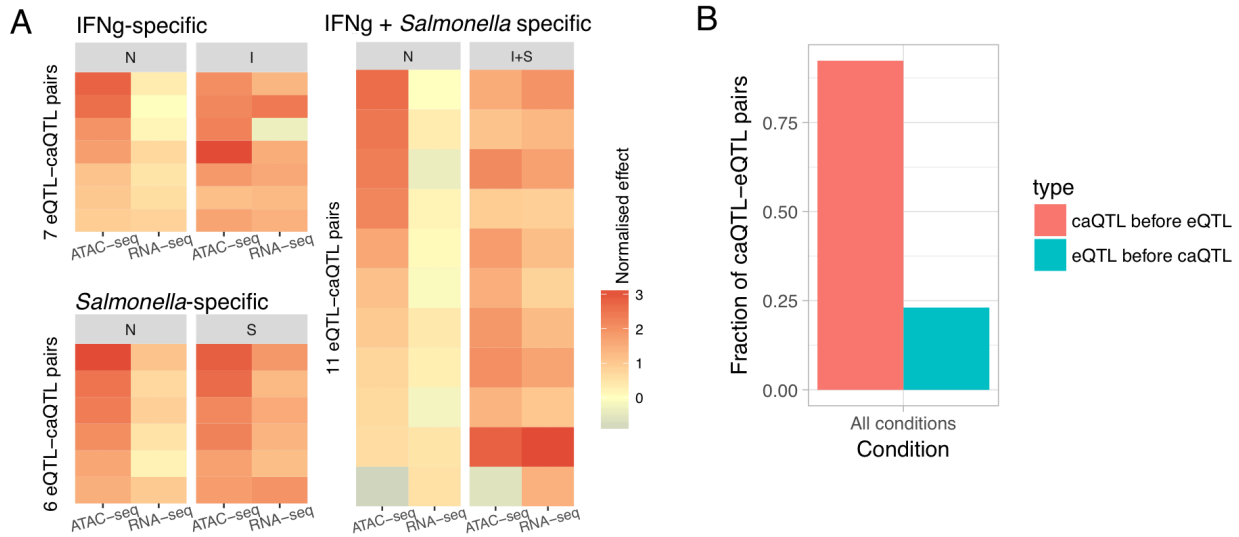 A
IFNg-specific
N
I
7 eQTL−caQTL pairs
ATAC−seq
RNA−seq
ATAC−seq
RNA−seq
Salmonella-specific
N
S
6 eQTL−caQTL pairs
ATAC−seq
RNA−seq
ATAC−seq
RNA−seq
IFNg + Salmonella specific
N
I+S
11 eQTL−caQTL pairs
ATAC−seq
RNA−seq
ATAC−seq
RNA−seq
Normalised effect
3
2
1
0
B
Fraction of caQTL−eQTL pairs
0.75
0.50
0.25
0.00
All conditions
Condition
type
caQTL before eQTL
eQTL before caQTL